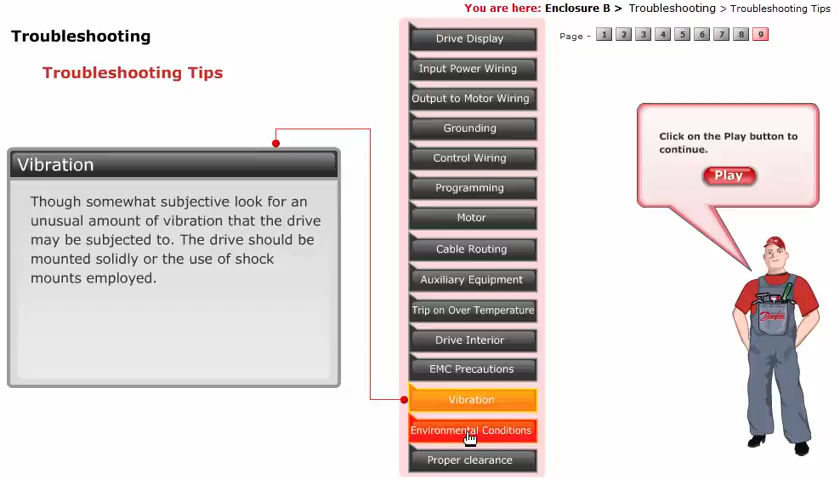 You are here: Enclosure B > Troubleshooting > Troubleshooting Tips
Troubleshooting
Page - 1 2 3 4 5 6 7 8 9
Troubleshooting Tips
Vibration
Though somewhat subjective look for an
unusual amount of vibration that the drive
may be subjected to. The drive should be
mounted solidly or the use of shock
mounts employed.
Drive Display
Input Power Wiring
Output to Motor Wiring
Grounding
Control Wiring
Programming
Motor
Cable Routing
Auxiliary Equipment
Trip on Over Temperature
Drive Interior
EMC Precautions
Vibration
Environmental Conditions
Proper clearance
Click on the Play button to
continue.
Play
Danfoss